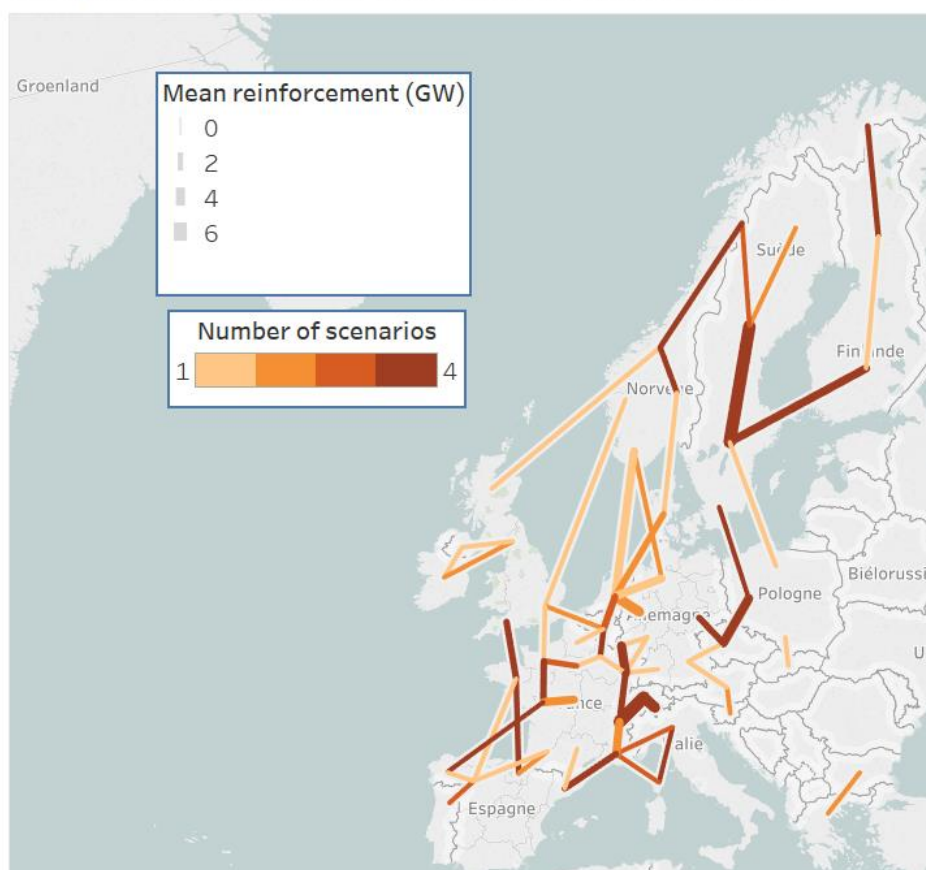 Groenland
Mean reinforcement (GW)
0
2
4
6
Number of scenarios
1
4
Suède
Finlande
Norvège
Biélorussi
Pologne
Allemagne
U
France
Italie
Espagne